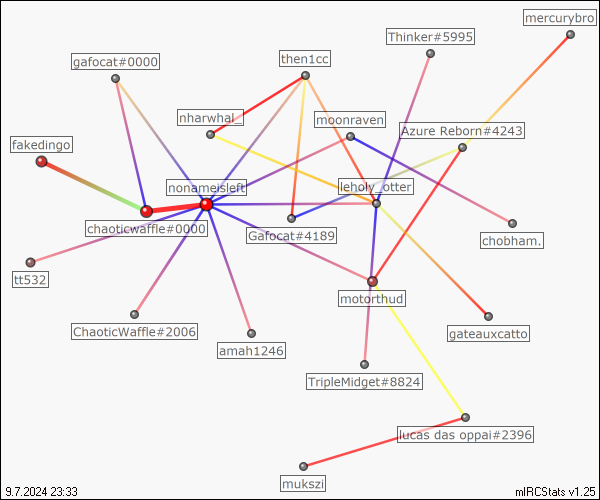 mercurybro
Thinker#5995
then1cc
gafocat#0000
nharwhal_
moonraven
Azure Reborn#4243
fakedingo
nonameisleft
leholy_otter
chaoticwaffle#0000
Gafocat#4189
chobham.
tt532
motorthud
ChaoticWaffle#2006
gateauxcatto
amah1246
TripleMidget#8824
lucas das oppai#2396
mukszi
9.7.2024 23:33
mIRCStats v1.25